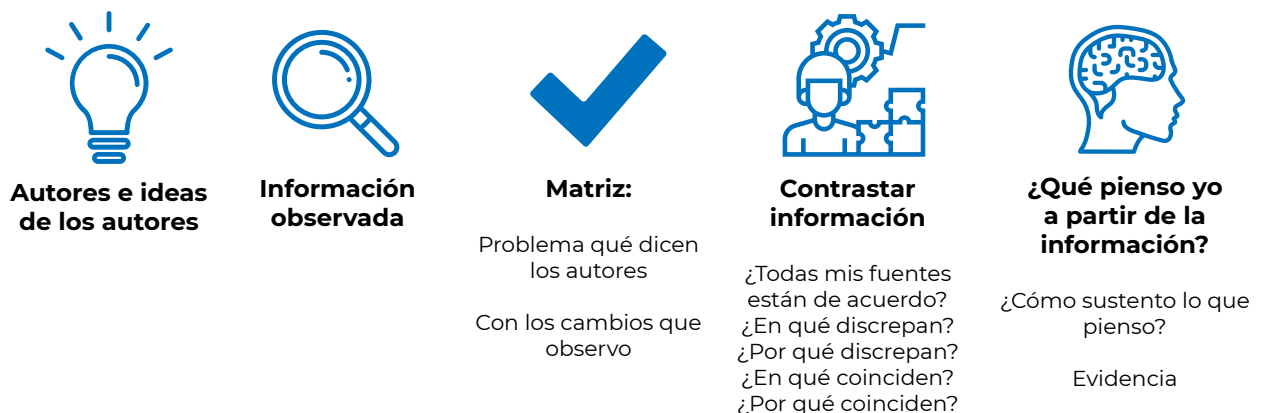 Autores e ideas
de los autores
Información
observada
Matriz:
Problema qué dicen
los autores
Con los cambios que
observo
Contrastar
información
¿Todas mis fuentes
están de acuerdo?
¿En qué discrepan?
¿Por qué discrepan?
¿En qué coinciden?
¿Por qué coinciden?
¿Qué pienso yo
a partir de la
información?
¿Cómo sustento lo que
pienso?
Evidencia